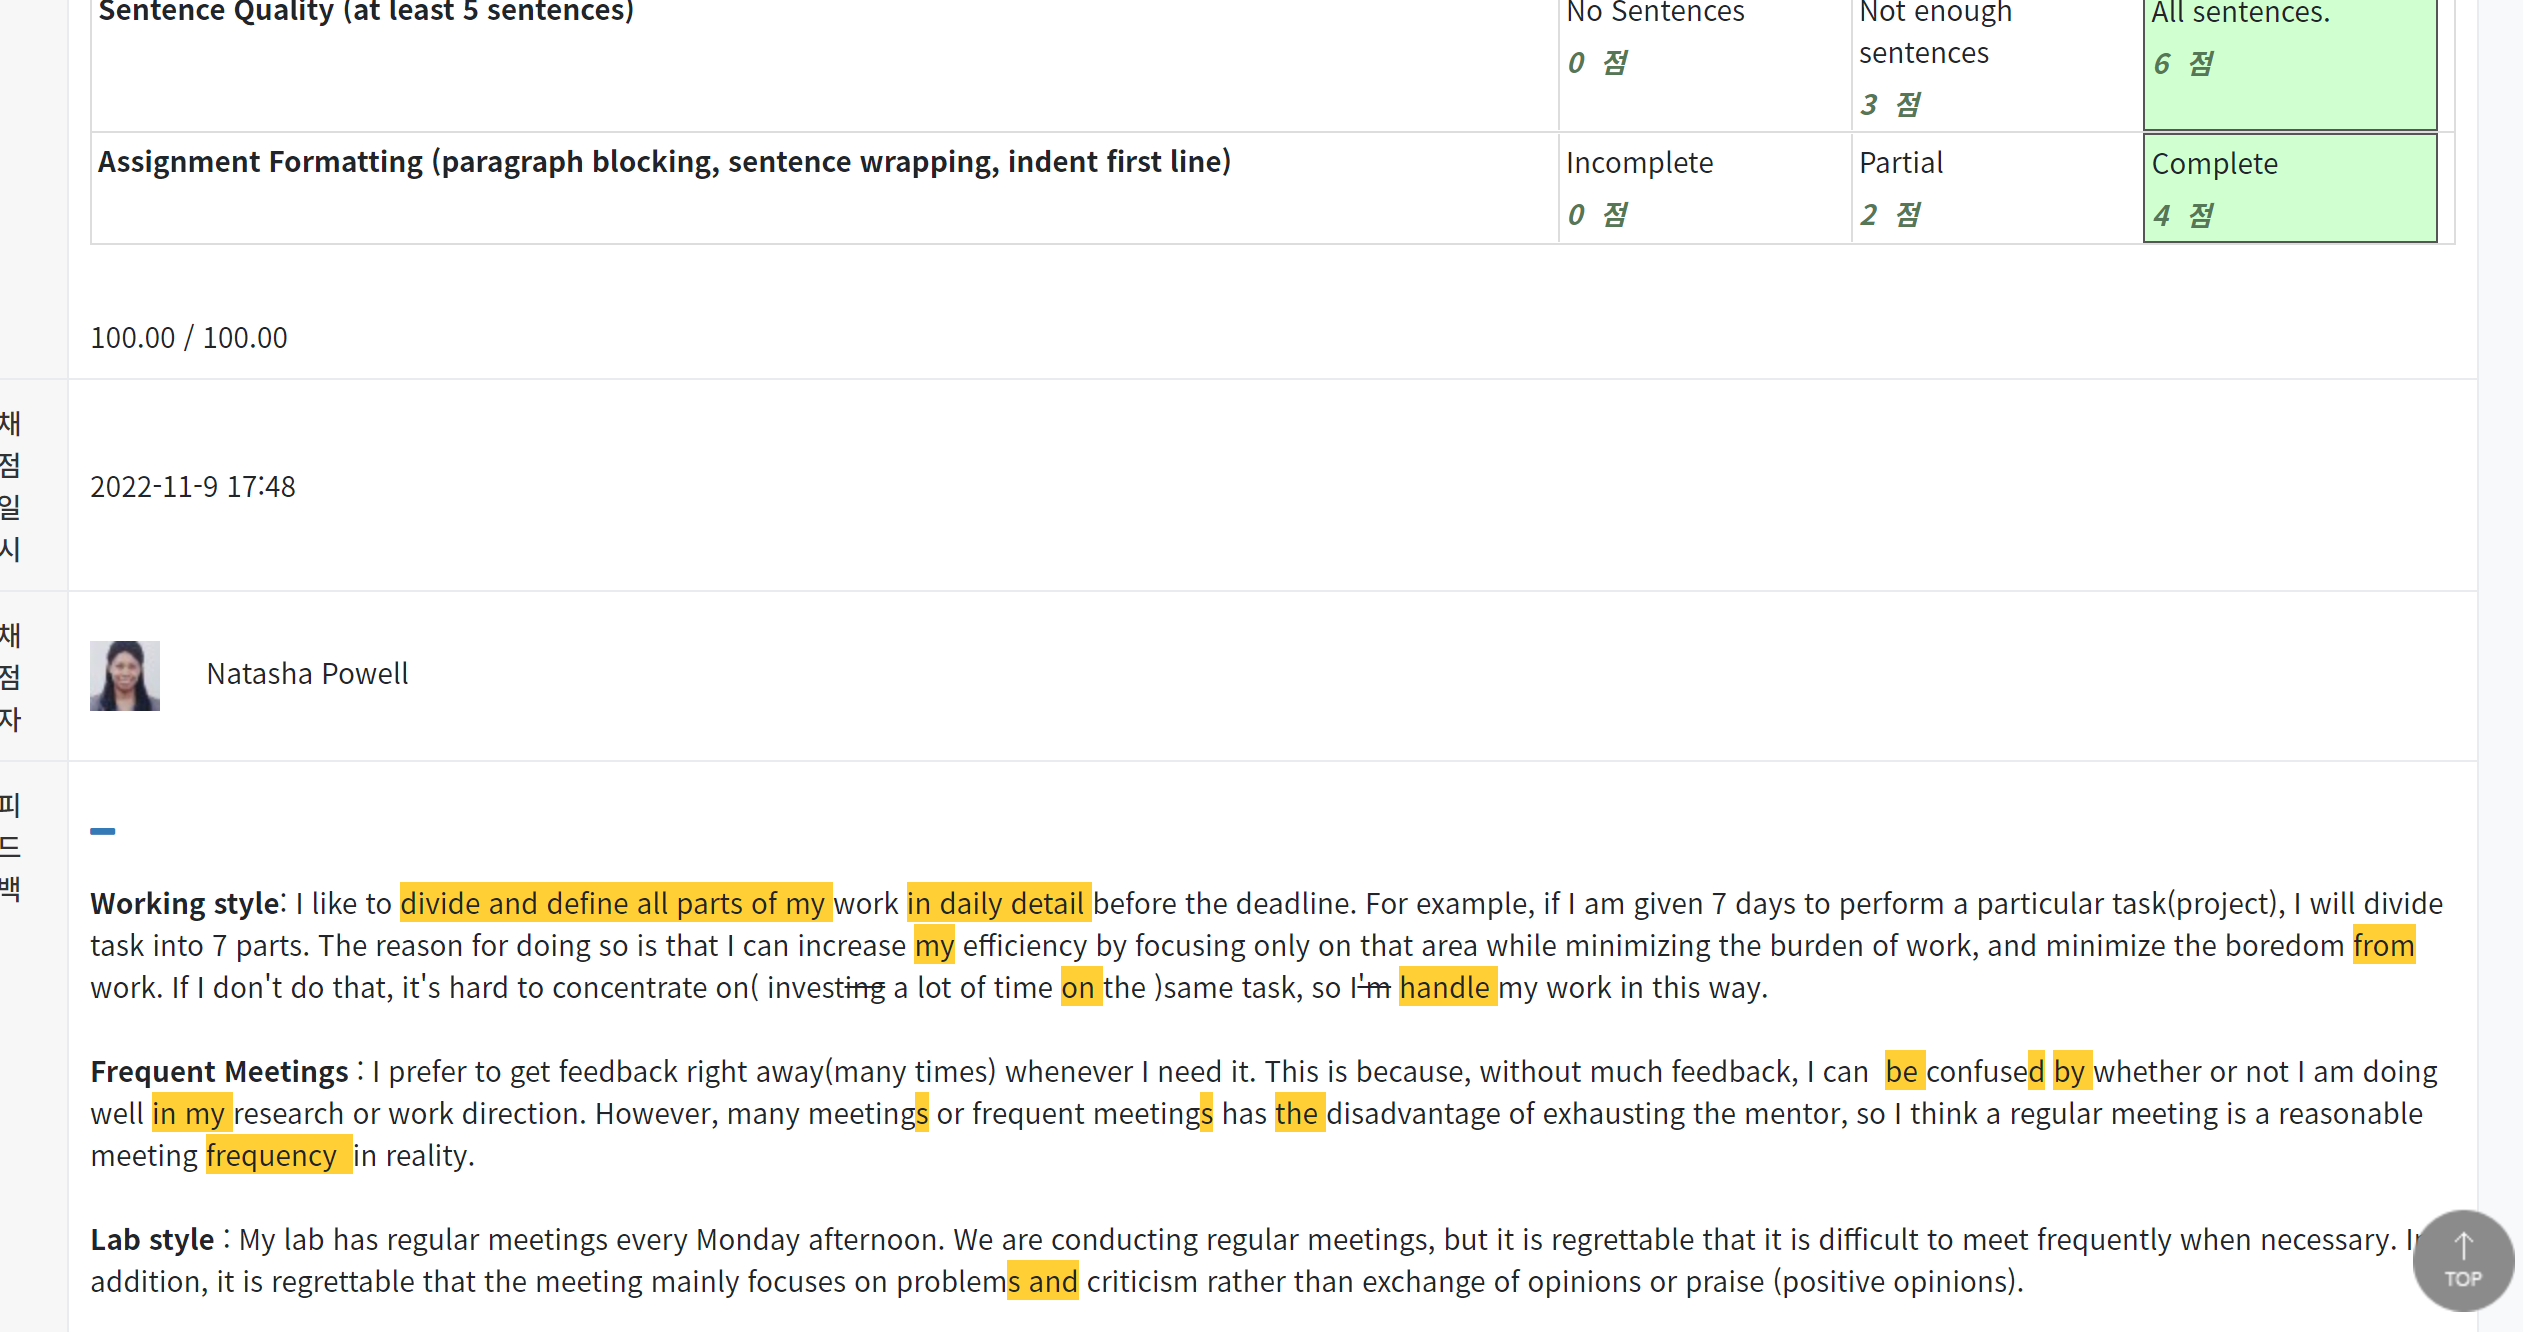 Sentence Quality (at least 5 sentences)
No Sentences
0 점
Not enough
sentences
3 점
All sentences.
6 점
Assignment Formatting (paragraph blocking, sentence wrapping, indent first line)
Incomplete
0 점
Partial
2 점
Complete
4 점
100.00 / 100.00
채
점
일
시
2022-11-9 17:48
채
점
자
Natasha Powell
피
드
백
Working style: I like to divide and define all parts of my work in daily detail before the deadline. For example, if I am given 7 days to perform a particular task(project), I will divide
task into 7 parts. The reason for doing so is that I can increase my efficiency by focusing only on that area while minimizing the burden of work, and minimize the boredom from
work. If I don't do that, it's hard to concentrate on( investing a lot of time on the )same task, so I'm handle my work in this way.
Frequent Meetings : I prefer to get feedback right away(many times) whenever I need it. This is because, without much feedback, I can be confused by whether or not I am doing
well in my research or work direction. However, many meetings or frequent meetings has the disadvantage of exhausting the mentor, so I think a regular meeting is a reasonable
meeting frequency in reality.
Lab style : My lab has regular meetings every Monday afternoon. We are conducting regular meetings, but it is regrettable that it is difficult to meet frequently when necessary. In
addition, it is regrettable that the meeting mainly focuses on problems and criticism rather than exchange of opinions or praise (positive opinions).
TOP